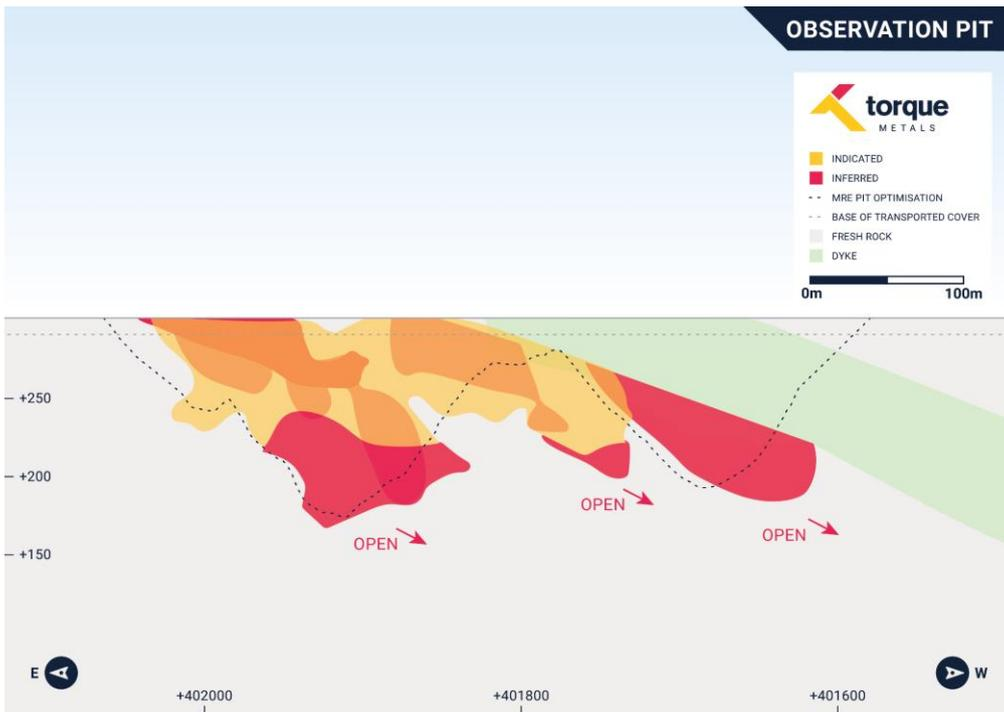 OBSERVATION PIT
torque
METALS
INDICATED
INFERRED
MRE PIT OPTIMISATION
BASE OF TRANSPORTED COVER
FRESH ROCK
DYKE
0m 100m
+250
+200
+150
OPEN
OPEN
OPEN
E
W
+402000 +401800 +401600